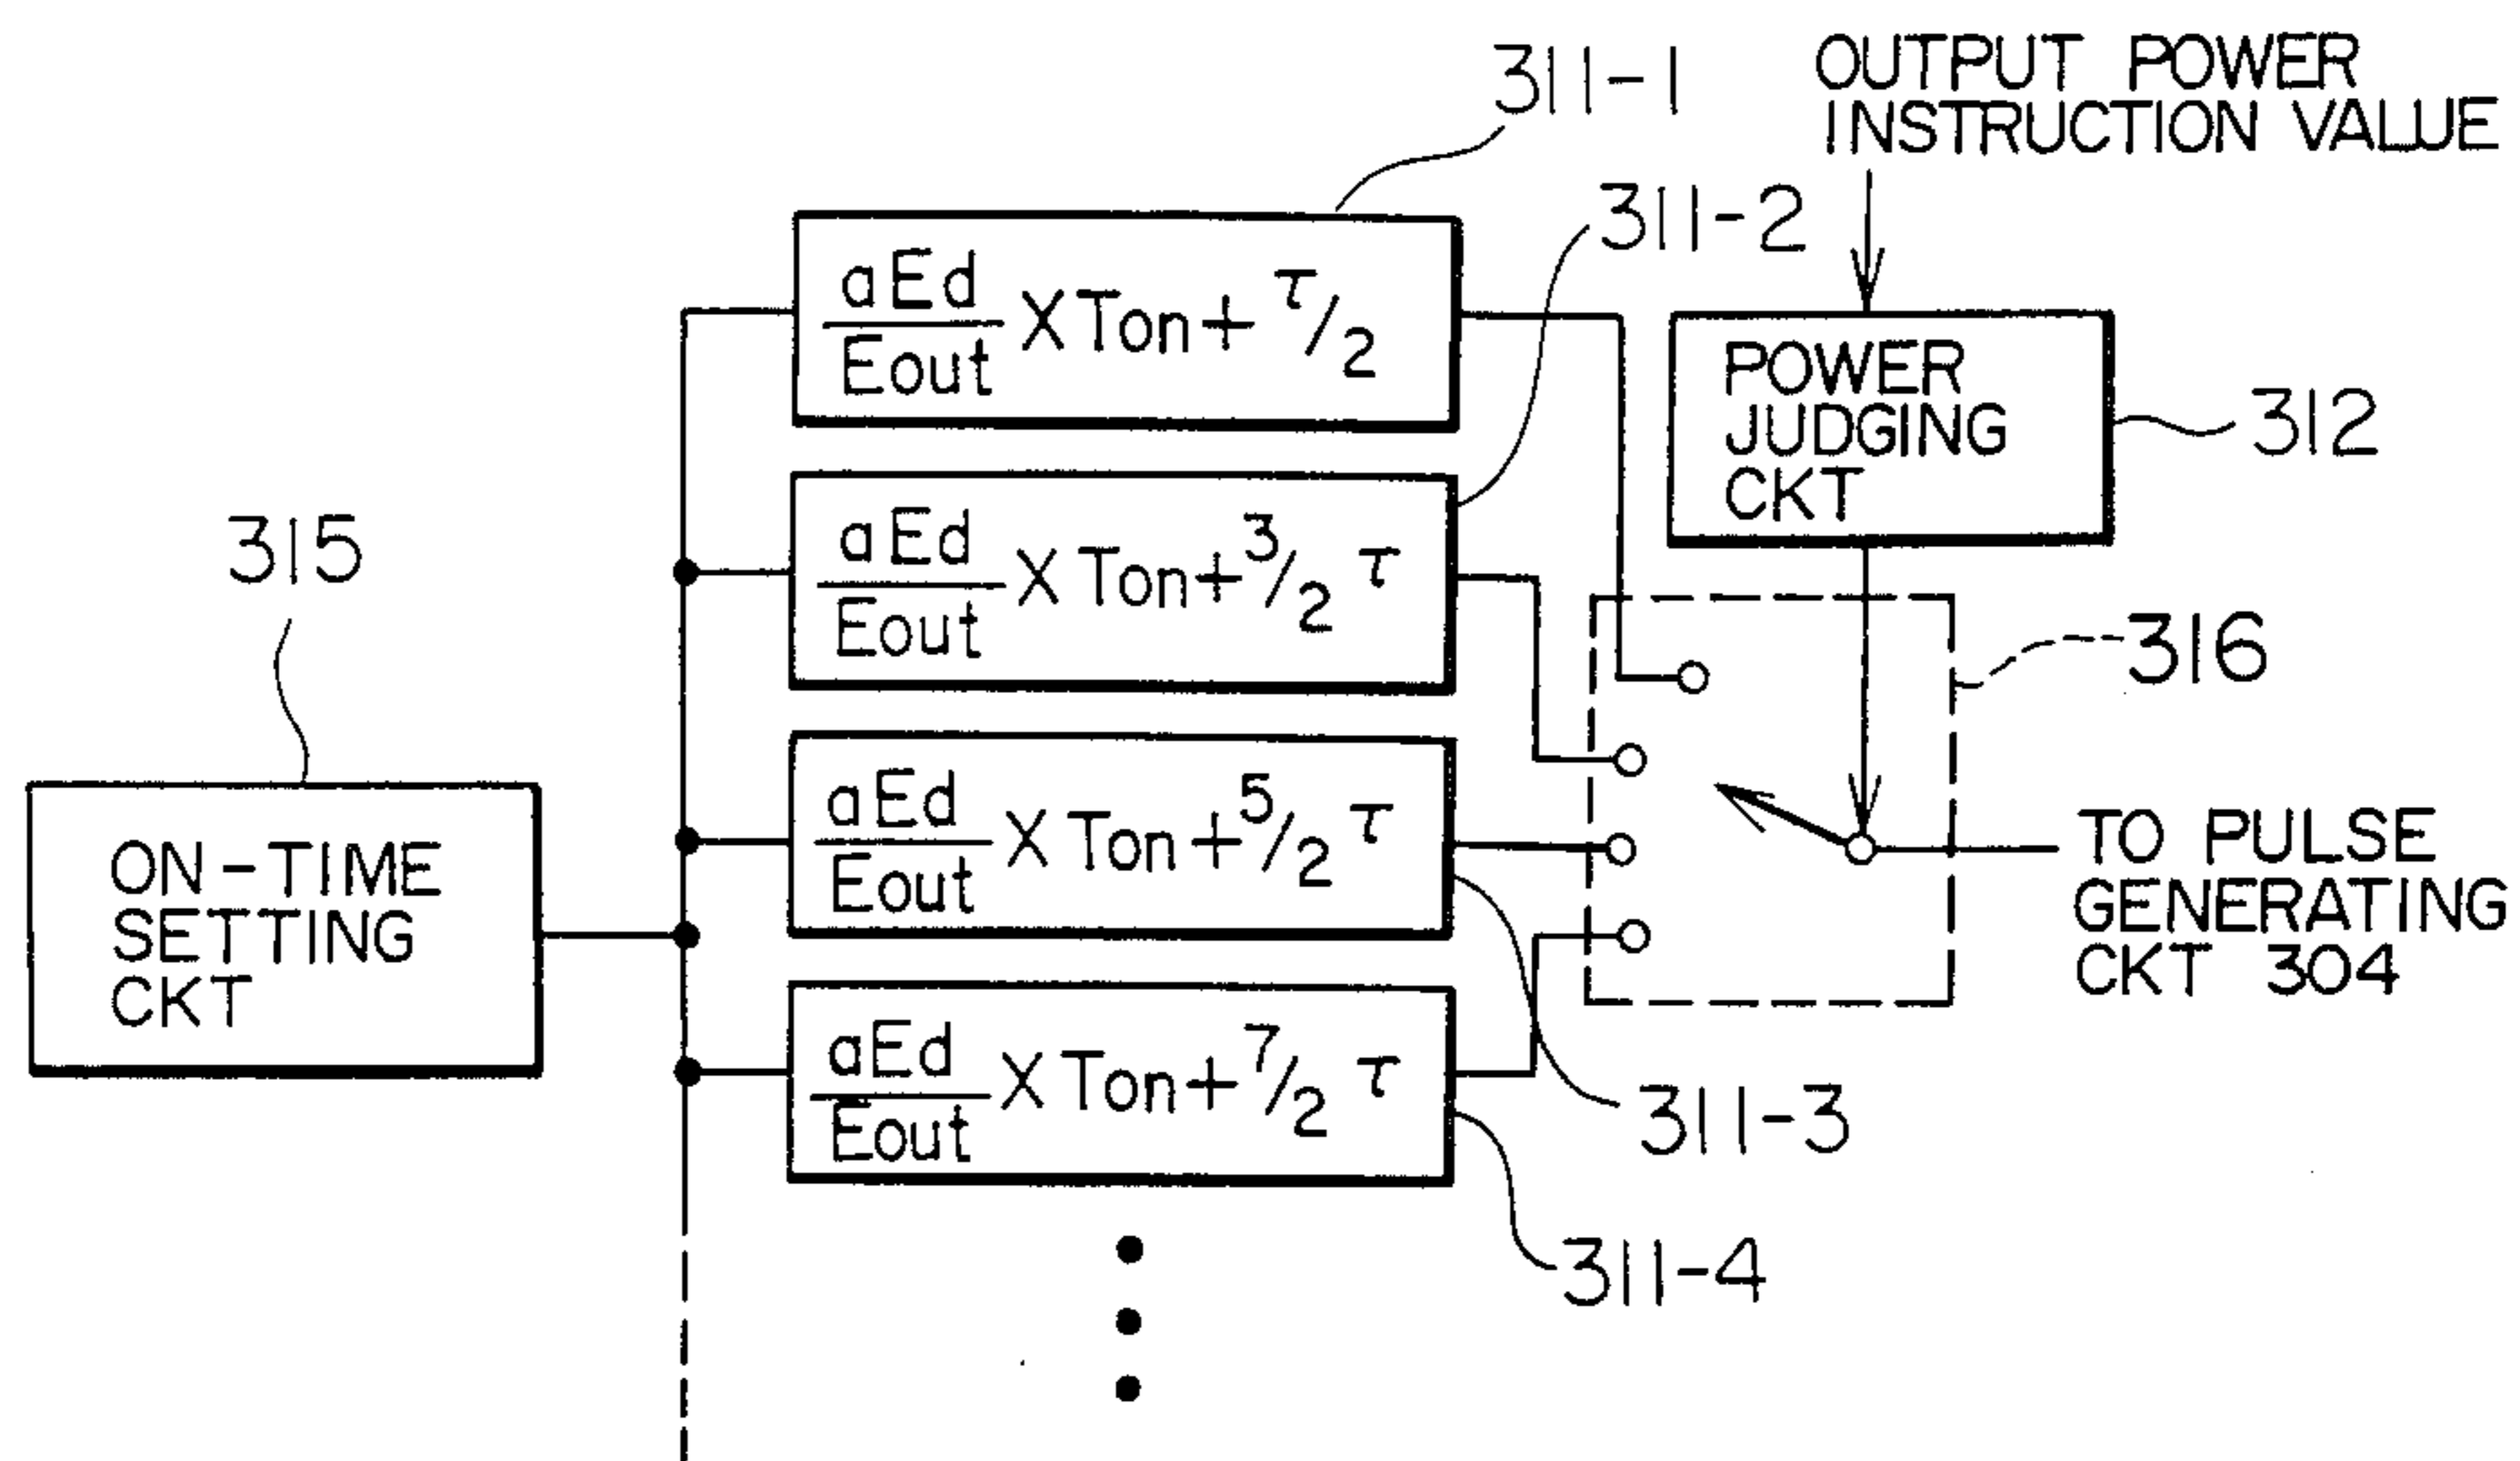 311-1
OUTPUT POWER
INSTRUCTION VALUE
311-2
aEd
Eout
X Ton + τ/2
POWER
JUDGING
CKT
312
315
aEd
Eout
X Ton + 3/2 τ
316
aEd
Eout
X Ton + 5/2 τ
ON-TIME
SETTING
CKT
TO PULSE
GENERATING
CKT 304
aEd
Eout
X Ton + 7/2 τ
311-3
311-4